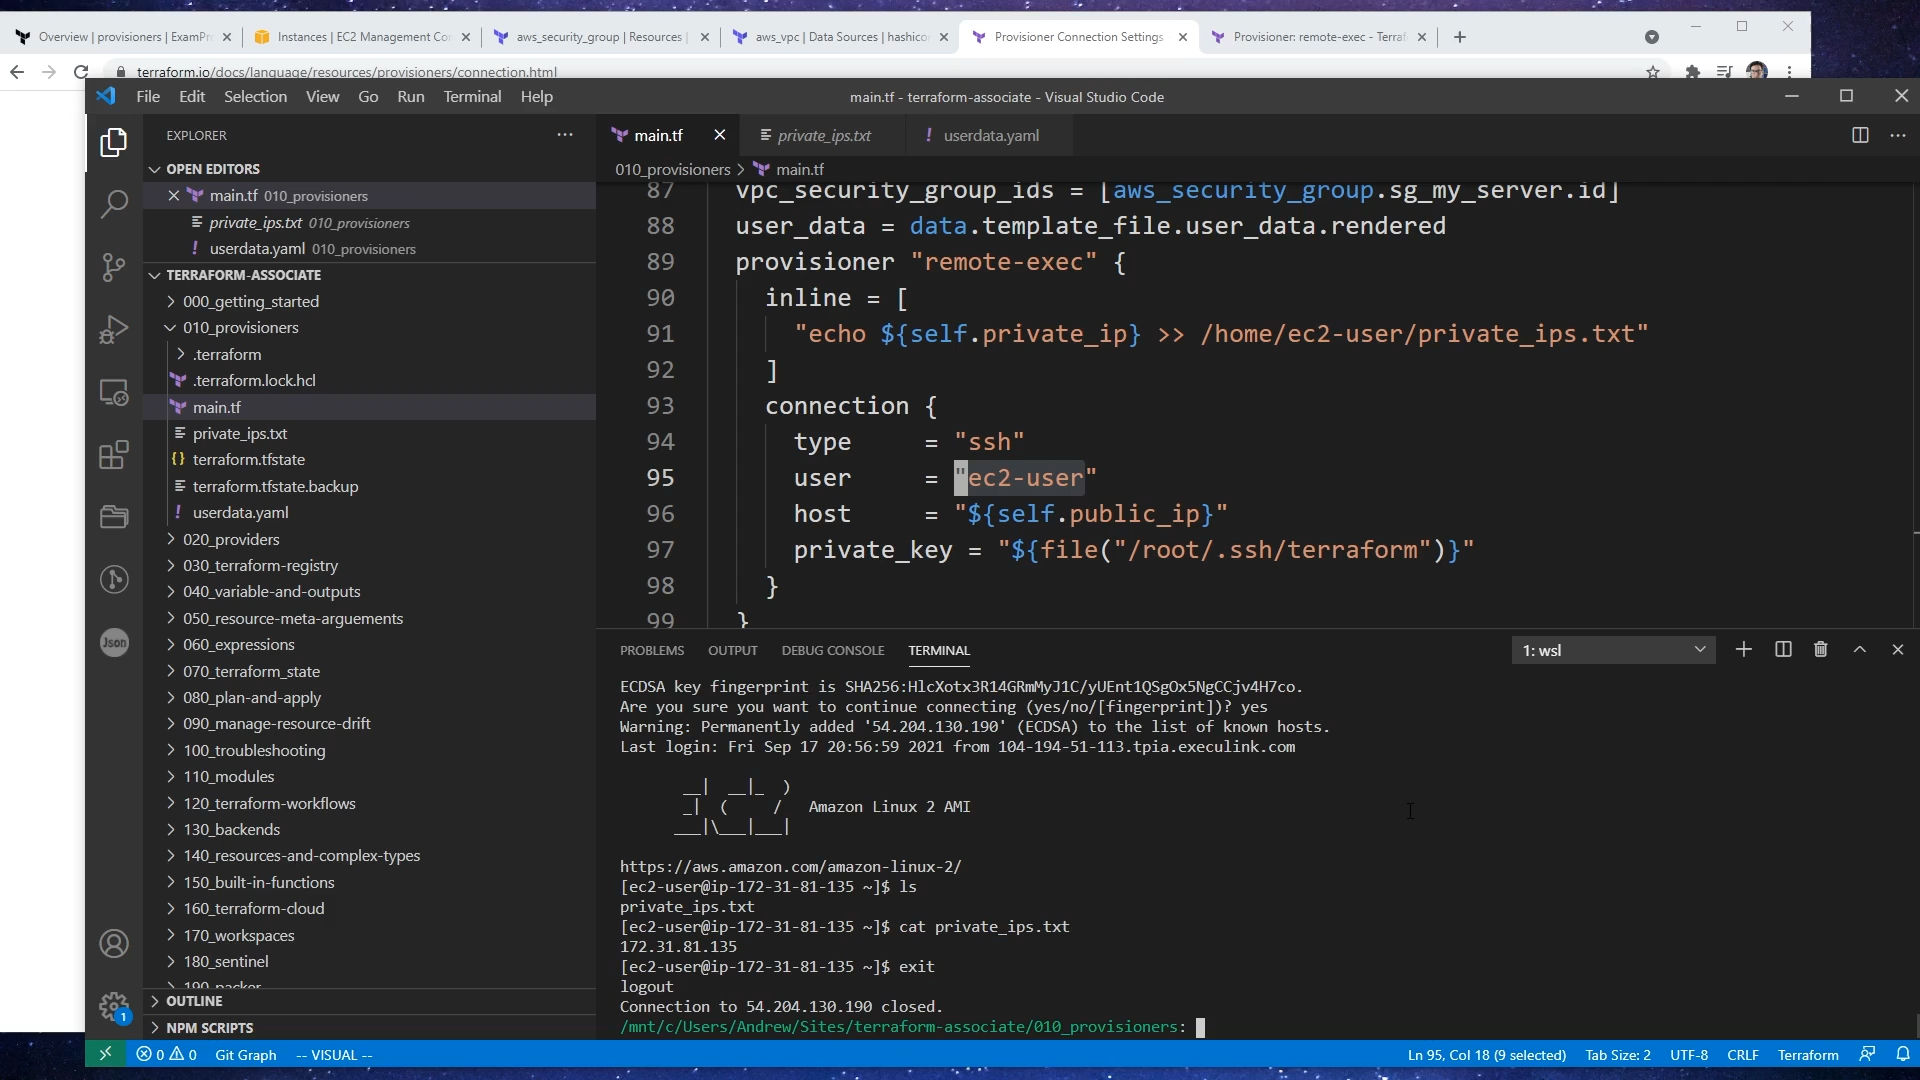 Overview | provisioners | ExamPr
Instances | EC2 Management Con
aws_security_group | Resources |
aws_vpc | Data Sources | hashico
Provisioner Connection Settings
Provisioner: remote-exec - Terraf
terraform.io/docs/language/resources/provisioners/connection.html
File Edit Selection View Go Run Terminal Help
main.tf - terraform-associate - Visual Studio Code
EXPLORER
OPEN EDITORS
main.tf 010_provisioners
private_ips.txt 010_provisioners
userdata.yaml 010_provisioners
TERRAFORM-ASSOCIATE
000_getting_started
010_provisioners
.terraform
.terraform.lock.hcl
main.tf
private_ips.txt
terraform.tfstate
terraform.tfstate.backup
userdata.yaml
020_providers
030_terraform-registry
040_variable-and-outputs
050_resource-meta-arguements
060_expressions
070_terraform_state
080_plan-and-apply
090_manage-resource-drift
100_troubleshooting
110_modules
120_terraform-workflows
130_backends
140_resources-and-complex-types
150_built-in-functions
160_terraform-cloud
170_workspaces
180_sentinel
190_packer
OUTLINE
NPM SCRIPTS
Json
1
main.tf
private_ips.txt
userdata.yaml
010_provisioners > main.tf
87 vpc_security_group_ids = [aws_security_group.sg_my_server.id]
88 user_data = data.template_file.user_data.rendered
89 provisioner "remote-exec" {
90 inline = [
91 "echo ${self.private_ip} >> /home/ec2-user/private_ips.txt"
92 ]
93 connection {
94 type = "ssh"
95 user = "ec2-user"
96 host = "${self.public_ip}"
97 private_key = "${file("/root/.ssh/terraform")}"
98 }
99 }
PROBLEMS OUTPUT DEBUG CONSOLE TERMINAL
1: wsl
ECDSA key fingerprint is SHA256:HlcXotx3R14GRmMyJ1C/yUEnt1QSgOx5NgCCjv4H7co.
Are you sure you want to continue connecting (yes/no/[fingerprint])? yes
Warning: Permanently added '54.204.130.190' (ECDSA) to the list of known hosts.
Last login: Fri Sep 17 20:56:59 2021 from 104-194-51-113.tpia.execulink.com
__| __|_ )
_| ( / Amazon Linux 2 AMI
___|\___|___|
https://aws.amazon.com/amazon-linux-2/
[ec2-user@ip-172-31-81-135 ~]$ ls
private_ips.txt
[ec2-user@ip-172-31-81-135 ~]$ cat private_ips.txt
172.31.81.135
[ec2-user@ip-172-31-81-135 ~]$ exit
logout
Connection to 54.204.130.190 closed.
/mnt/c/Users/Andrew/Sites/terraform-associate/010_provisioners:
0 0 Git Graph -- VISUAL --
Ln 95, Col 18 (9 selected) Tab Size: 2 UTF-8 CRLF Terraform